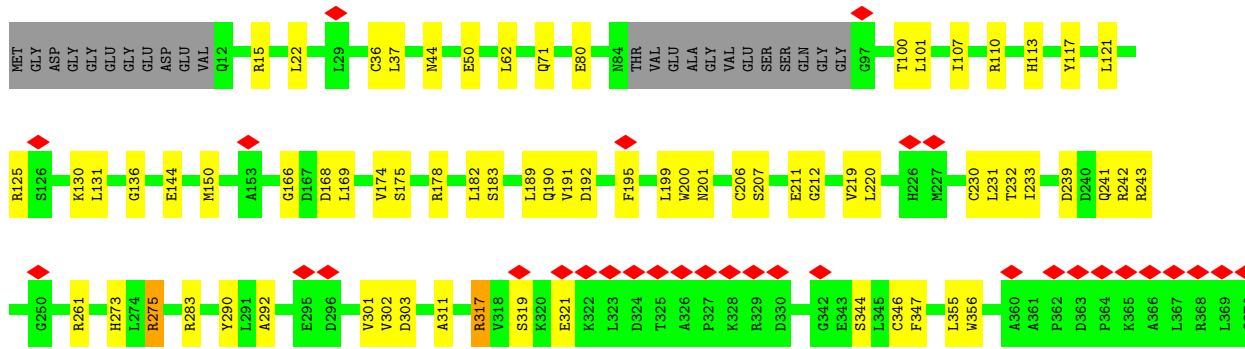 MET GLY ASP GLY GLY GLU GLY GLU ASP GLU VAL Q12 R15 L22 L29 C36 L37 N44 E50 L62 Q71 E80 N84 THR VAL GLU ALA GLY VAL GLU SER SER GLN GLY GLY G97 T100 L101 I107 R110 H113 Y117 L121
R125 S126 K130 L131 G136 E144 M150 A153 G166 D167 D168 L169 V174 S175 R178 L182 S183 L189 Q190 V191 D192 F195 L199 W200 N201 C206 S207 E211 G212 V219 L220 H226 M227 C230 L231 T232 I233 D239 D240 Q241 R242 R243
G250 R261 H273 L274 R275 R283 Y290 L291 A292 E295 D296 V301 V302 D303 A311 R317 V318 S319 K320 E321 K322 L323 D324 T325 A326 P327 K328 R329 D330 G342 E343 S344 L345 C346 F347 L355 W356 A360 A361 P362 D363 P364 K365 A366 L367 R368 L369